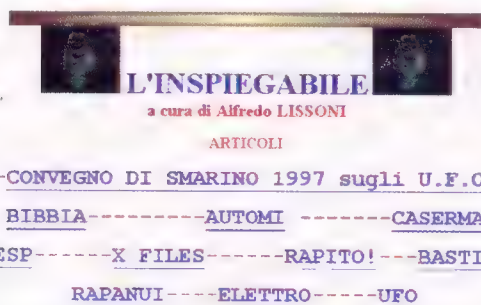 L'INSPIEGABILE
a cura di Alfredo LISSONI
ARTICOLI
-CONVEGNO DI SMARINO 1997 sugli U.F.O
BIBBIA---------AUTOMI -------CASERMA
ESP------X FILES------RAPITO!---BASTI
RAPANUI----ELETTRO-----UFO